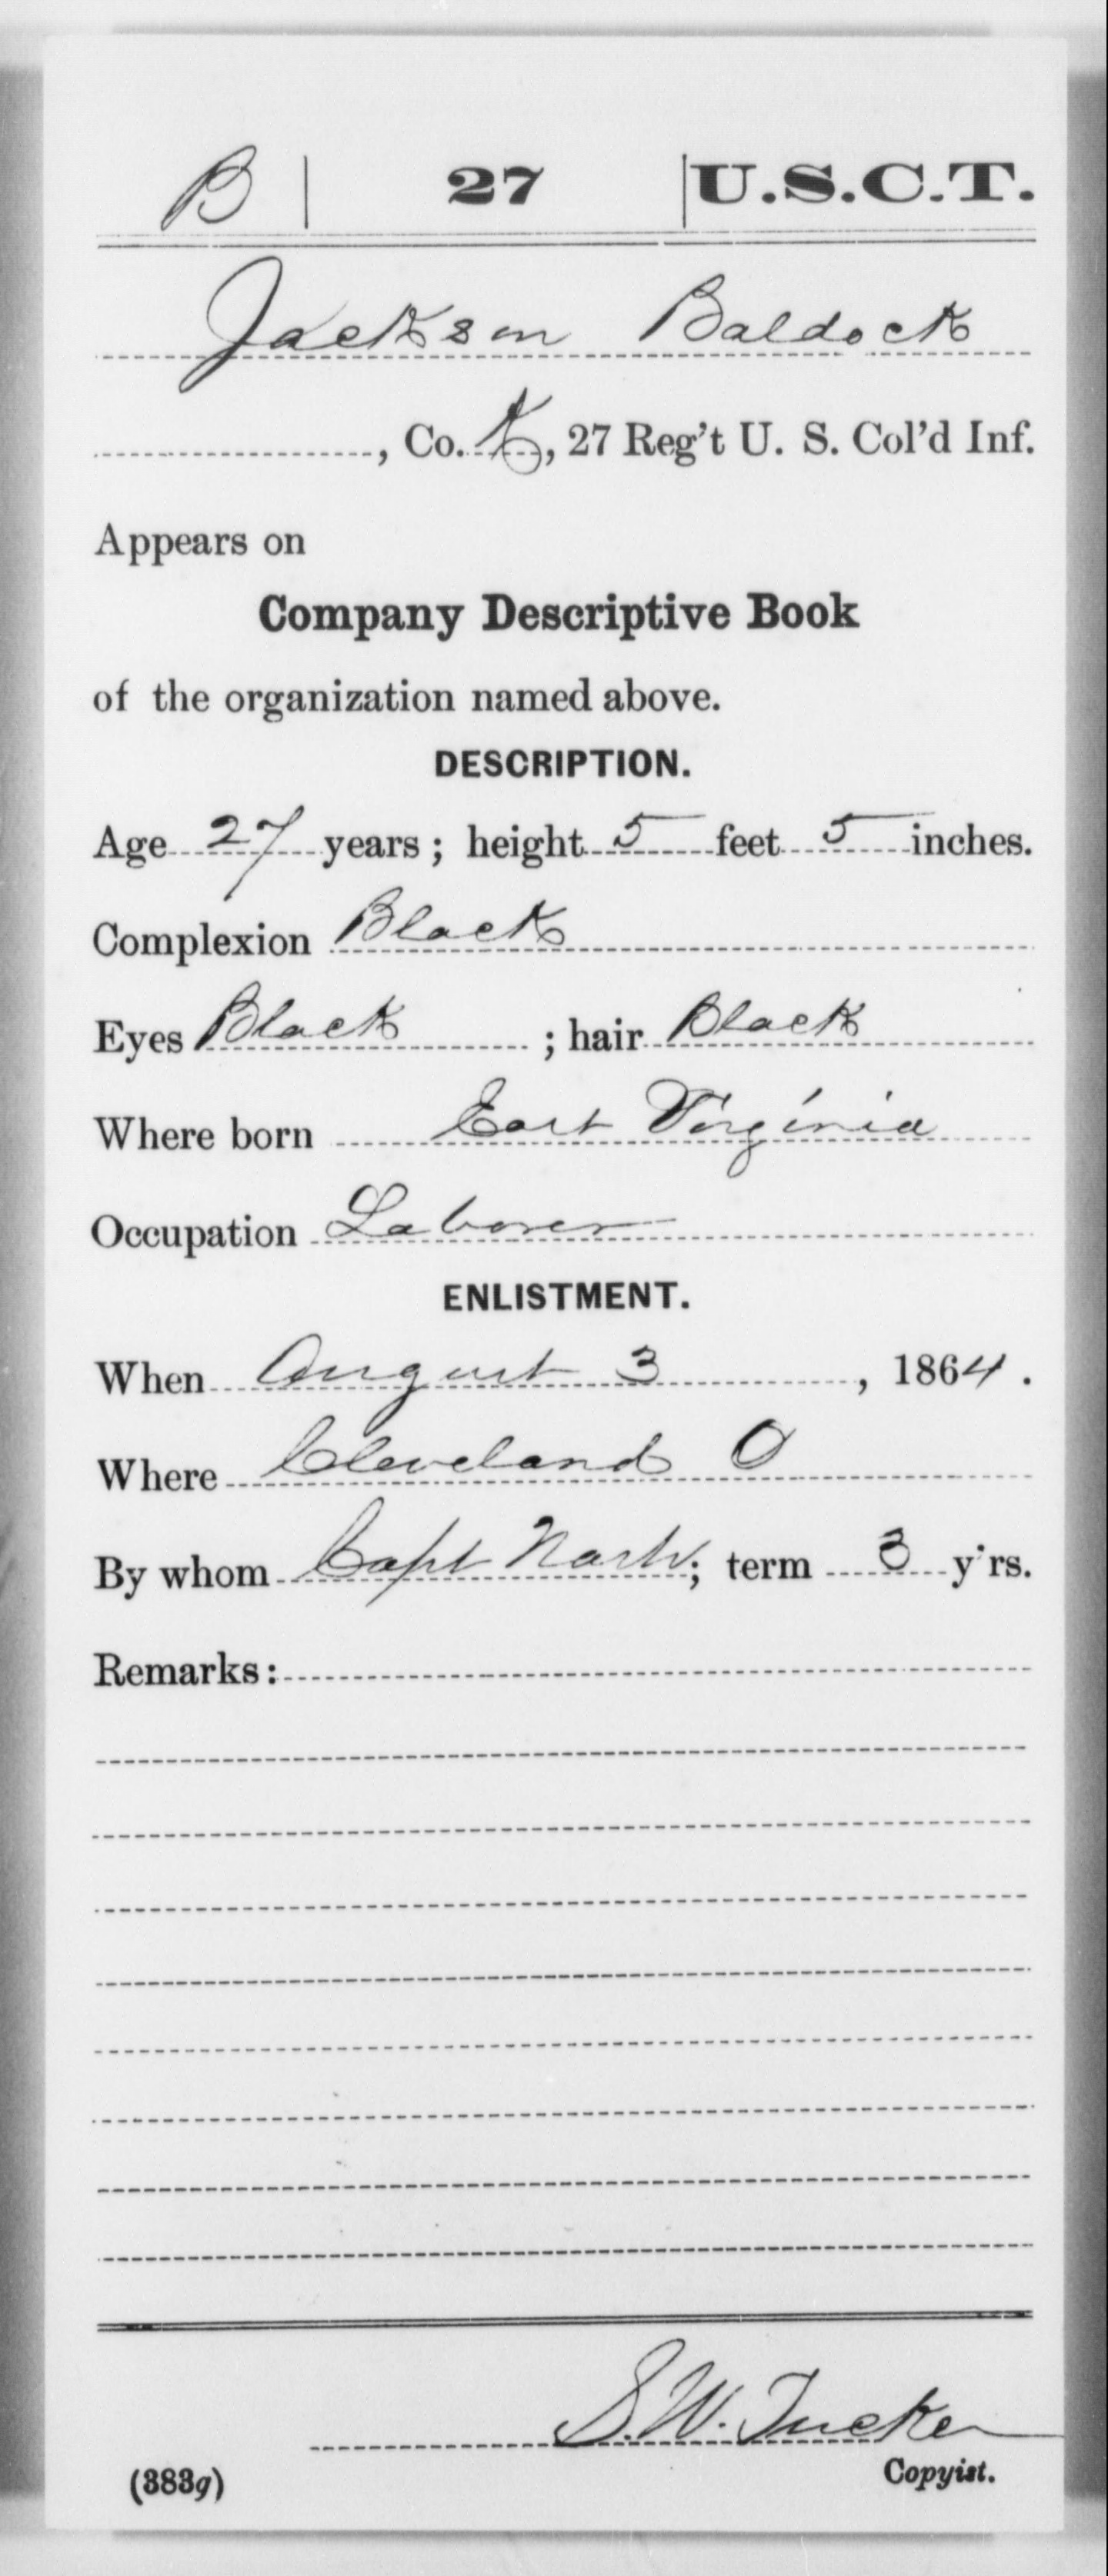 B | 27 | U.S.C.T.
Jackson Baldock
, Co. K, 27 Reg't U. S. Col'd Inf.
Appears on
Company Descriptive Book
of the organization named above.
DESCRIPTION.
Age 27 years; height 5 feet 5 inches.
Complexion Black
Eyes Black ; hair Black
Where born East Virginia
Occupation Laborer
ENLISTMENT.
When August 3, 1864.
Where Cleveland O
By whom Capt Nash; term 3 y'rs.
Remarks:
S. W. Tucker
(383g) Copyist.